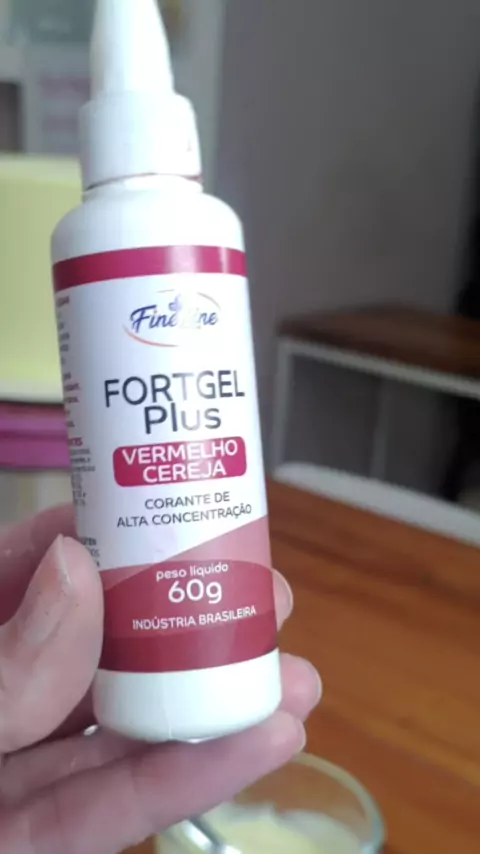 Fineline
FORTGEL
Plus
VERMELHO
CEREJA
CORANTE DE
ALTA CONCENTRAÇÃO
peso líquido
60g
INDÚSTRIA BRASILEIRA